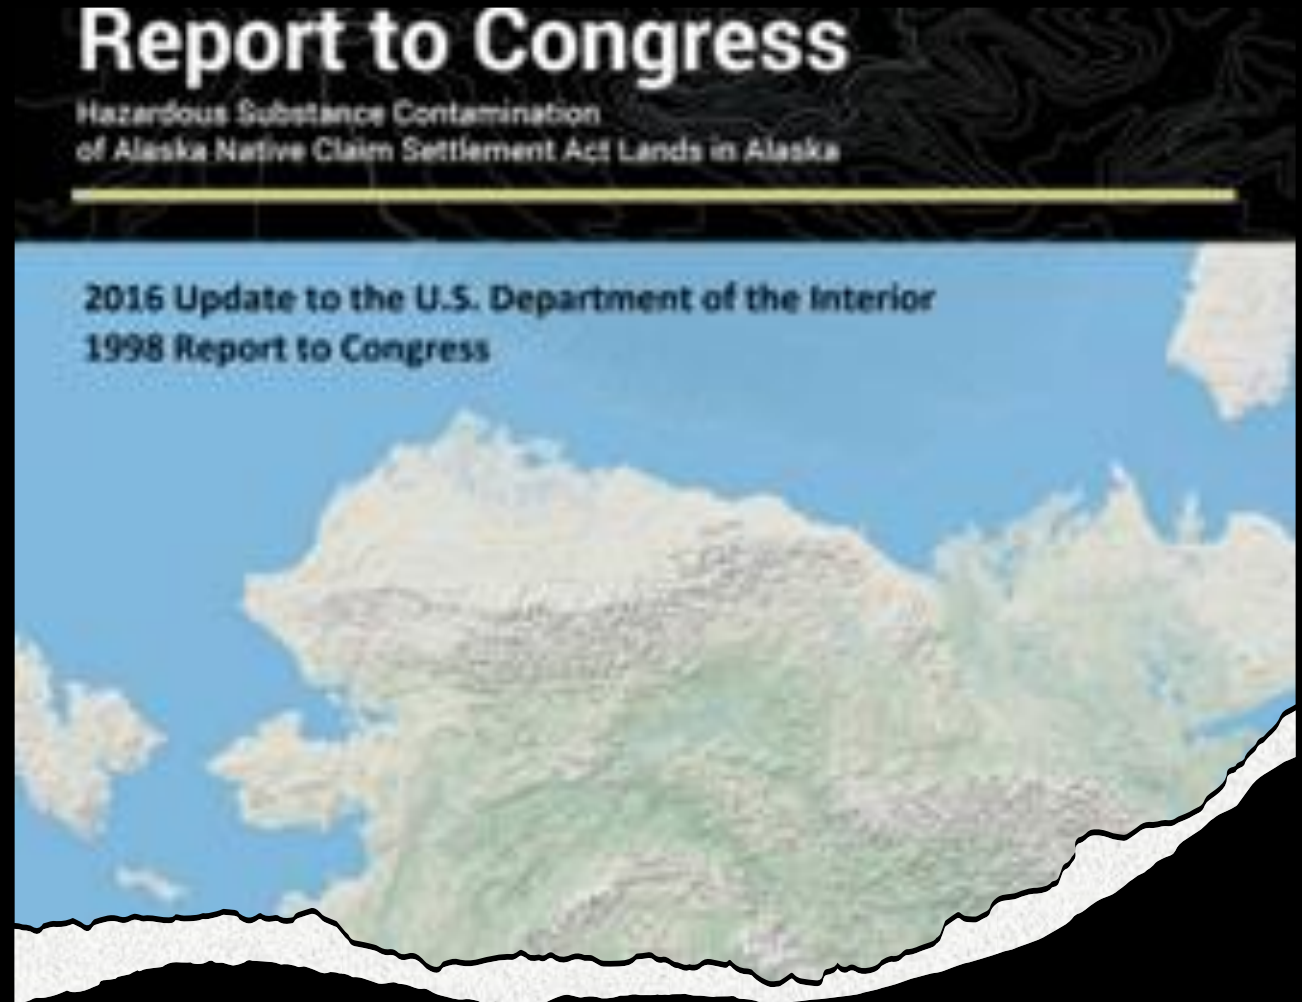 Report to Congress
Hazardous Substance Contamination
of Alaska Native Claim Settlement Act Lands in Alaska
2016 Update to the U.S. Department of the Interior
1998 Report to Congress